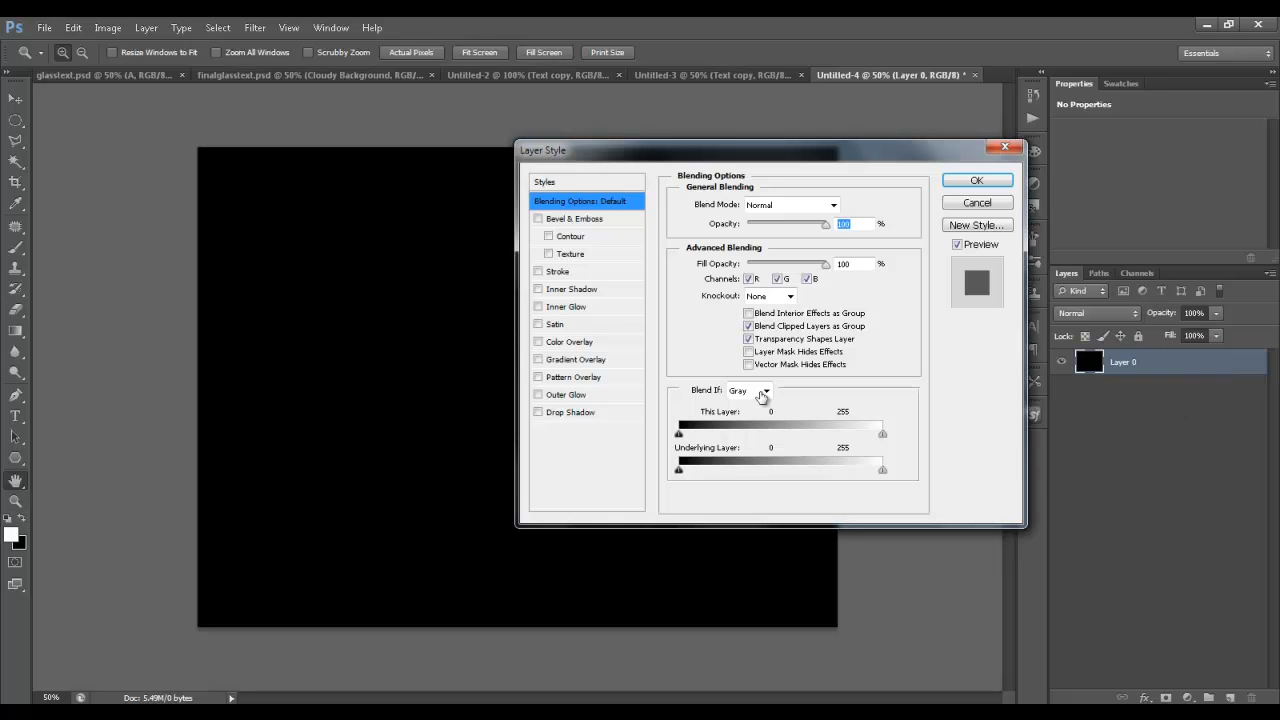 Ps File Edit Image Layer Type Select Filter View Window Help
Resize Windows to Fit Zoom All Windows Scrubby Zoom Actual Pixels Fit Screen Fill Screen Print Size Essentials
glasstext.psd @ 50% (A, RGB/8... × finalglasstext.psd @ 50% (Cloudy Background, RGB/... × Untitled-2 @ 100% (Text copy, RGB/8... × Untitled-3 @ 50% (Text copy, RGB/8... × Untitled-4 @ 50% (Layer 0, RGB/8) * ×
Properties Swatches
No Properties
Layer Style
Styles
Blending Options: Default
Bevel & Emboss
Contour
Texture
Stroke
Inner Shadow
Inner Glow
Satin
Color Overlay
Gradient Overlay
Pattern Overlay
Outer Glow
Drop Shadow
Blending Options
General Blending
Blend Mode: Normal
Opacity: 100 %
Advanced Blending
Fill Opacity: 100 %
Channels: R G B
Knockout: None
Blend Interior Effects as Group
Blend Clipped Layers as Group
Transparency Shapes Layer
Layer Mask Hides Effects
Vector Mask Hides Effects
Blend If: Gray
This Layer: 0 255
Underlying Layer: 0 255
OK
Cancel
New Style...
Preview
Layers Paths Channels
Kind
Normal Opacity: 100%
Lock: Fill: 100%
Layer 0
50% Doc: 5.49M/0 bytes